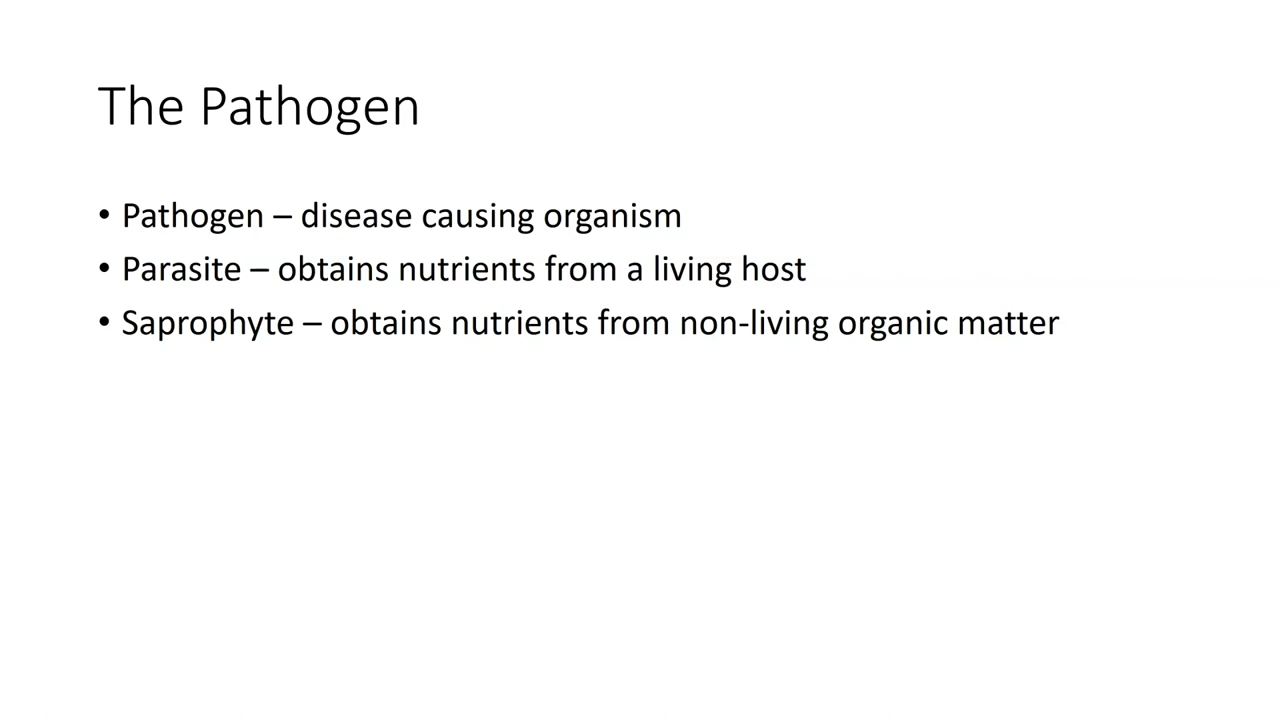 The Pathogen
• Pathogen – disease causing organism
• Parasite – obtains nutrients from a living host
• Saprophyte – obtains nutrients from non-living organic matter